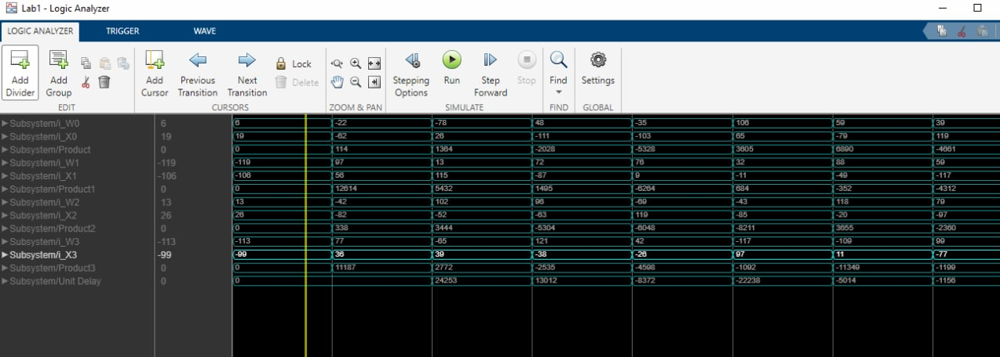 Lab1 - Logic Analyzer
LOGIC ANALYZER TRIGGER WAVE
Add Divider
Add Group
EDIT
Add Cursor
Previous Transition
Next Transition
Lock
Delete
CURSORS
ZOOM & PAN
Stepping Options
Run
Step Forward
Stop
SIMULATE
Find
FIND
Settings
GLOBAL
Subsystem/i_W0 6 6 -22 -78 48 -35 106 59 39
Subsystem/i_X0 19 19 -62 26 -111 -103 65 -79 119
Subsystem/Product 0 0 114 1364 -2028 -5328 3605 6890 -4661
Subsystem/i_W1 -119 -119 97 13 72 76 32 88 59
Subsystem/i_X1 -106 -106 56 115 -87 9 -11 -49 -117
Subsystem/Product1 0 0 12614 5432 1495 -6264 684 -352 -4312
Subsystem/i_W2 13 13 -42 102 96 -69 -43 118 79
Subsystem/i_X2 26 26 -82 -52 -63 119 -85 -20 -97
Subsystem/Product2 0 0 338 3444 -5304 -6048 -8211 3655 -2360
Subsystem/i_W3 -113 -113 77 -65 121 42 -117 -109 99
Subsystem/i_X3 -99 -99 36 39 -38 -26 97 11 -77
Subsystem/Product3 0 0 11187 2772 -2535 -4598 -1092 -11349 -1199
Subsystem/Unit Delay 0 0 24253 13012 -8372 -22238 -5014 -1156